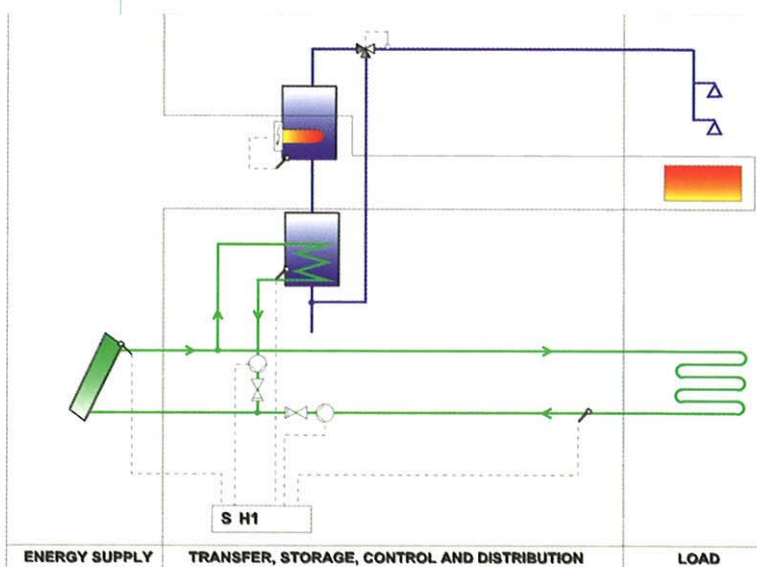 S H1
ENERGY SUPPLY
TRANSFER, STORAGE, CONTROL AND DISTRIBUTION
LOAD